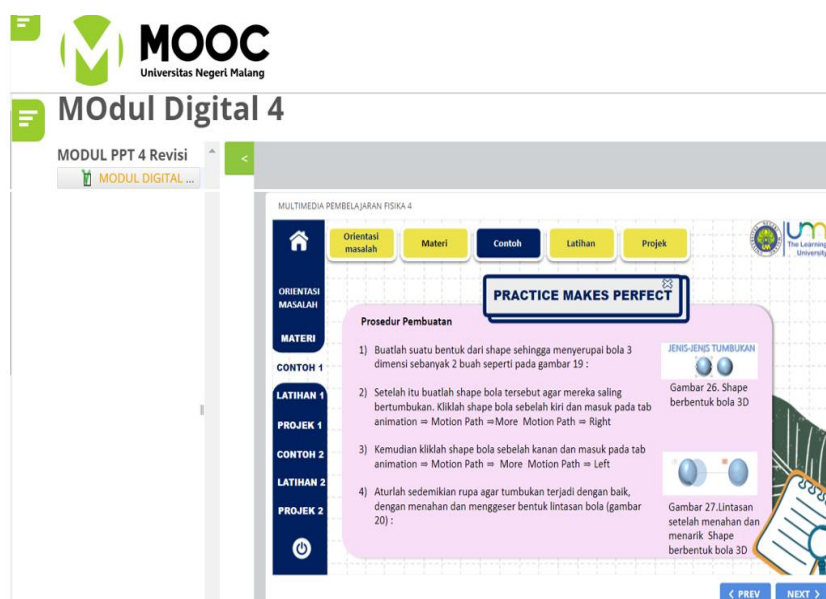 MOOC
Universitas Negeri Malang
MOdul Digital 4
MODUL PPT 4 Revisi
MODUL DIGITAL ...
<
MULTIMEDIA PEMBELAJARAN FISIKA 4
Orientasi
masalah
Materi
Contoh
Latihan
Projek
um
The Learning
University
ORIENTASI
MASALAH
MATERI
CONTOH 1
LATIHAN 1
PROJEK 1
CONTOH 2
LATIHAN 2
PROJEK 2
PRACTICE MAKES PERFECT
Prosedur Pembuatan
1) Buatlah suatu bentuk dari shape sehingga menyerupai bola 3
dimensi sebanyak 2 buah seperti pada gambar 19 :
2) Setelah itu buatlah shape bola tersebut agar mereka saling
bertumbukan. Kliklah shape bola sebelah kiri dan masuk pada tab
animation ⇒ Motion Path ⇒More Motion Path ⇒ Right
3) Kemudian kliklah shape bola sebelah kanan dan masuk pada tab
animation ⇒ Motion Path ⇒ More Motion Path ⇒ Left
4) Aturlah sedemikian rupa agar tumbukan terjadi dengan baik,
dengan menahan dan menggeser bentuk lintasan bola (gambar
20) :
JENIS-JENIS TUMBUKAN
Gambar 26. Shape
berbentuk bola 3D
Gambar 27.Lintasan
setelah menahan dan
menarik Shape
berbentuk bola 3D
< PREV
NEXT >